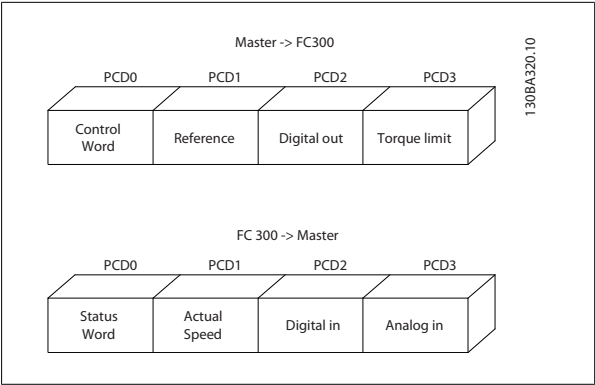 Master -> FC300
130BA320.10
PCD0 PCD1 PCD2 PCD3
Control
Word
Reference
Digital out
Torque limit
FC 300 -> Master
PCD0 PCD1 PCD2 PCD3
Status
Word
Actual
Speed
Digital in
Analog in